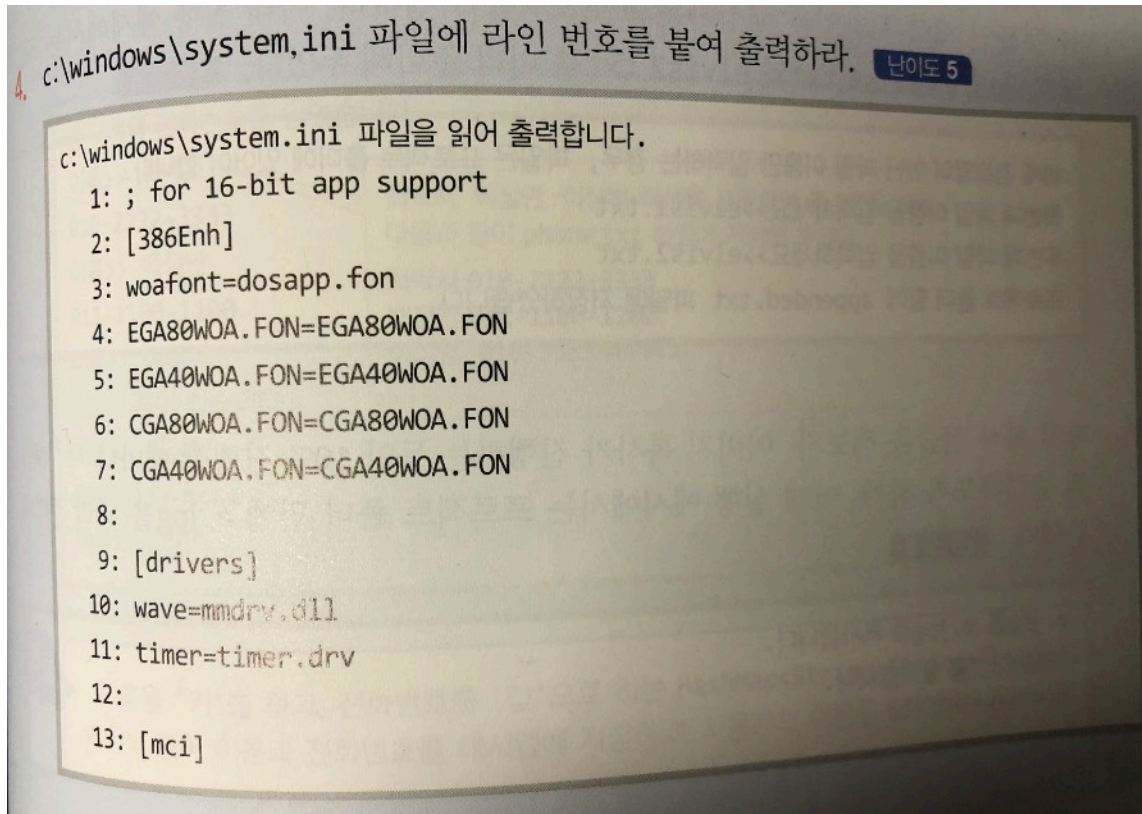 4. c:\windows\system.ini 파일에 라인 번호를 붙여 출력하라. 난이도 5
c:\windows\system.ini 파일을 읽어 출력합니다.
1: ; for 16-bit app support
2: [386Enh]
3: woafont=dosapp.fon
4: EGA80WOA.FON=EGA80WOA.FON
5: EGA40WOA.FON=EGA40WOA.FON
6: CGA80WOA.FON=CGA80WOA.FON
7: CGA40WOA.FON=CGA40WOA.FON
8:
9: [drivers]
10: wave=mmdrv.dll
11: timer=timer.drv
12:
13: [mci]